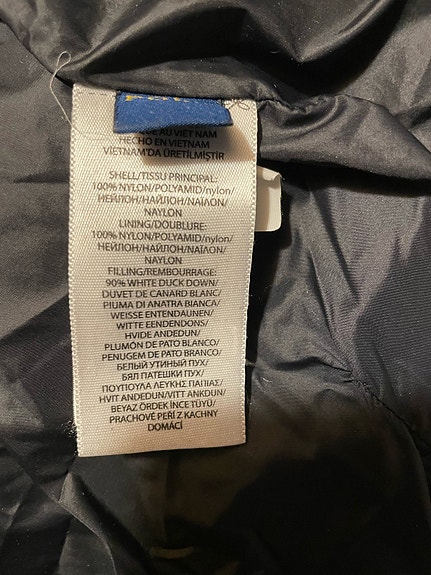 QUE AU VIET NAM
HECHO EN VIETNAM
VIETNAM'DA ÜRETİLMİŞTİR
SHELL/TISSU PRINCIPAL:
100% NYLON/POLYAMID/nylon/
НЕЙЛОН/НАЙЛОН/ΝΑΪΛΟΝ/
NAYLON
LINING/DOUBLURE:
100% NYLON/POLYAMID/nylon/
НЕЙЛОН/НАЙЛОН/ΝΑΪΛΟΝ/
NAYLON
FILLING/REMBOURRAGE:
90% WHITE DUCK DOWN/
DUVET DE CANARD BLANC/
PIUMA DI ANATRA BIANCA/
WEISSE ENTENDAUNEN/
WITTE EENDENDONS/
HVIDE ANDEDUN/
PLUMÓN DE PATO BLANCO/
PENUGEM DE PATO BRANCO/
БЕЛЫЙ УТИНЫЙ ПУХ/
БЯЛ ПАТЕШКИ ПУХ/
ΠΟΥΠΟΥΛΑ ΛΕΥΚΗΣ ΠΑΠΙΑΣ/
HVIT ANDEDUN/VITT ANKDUN/
BEYAZ ÖRDEK İNCE TÜYÜ/
PRACHOVÉ PEŘÍ Z KACHNY
DOMÁCÍ